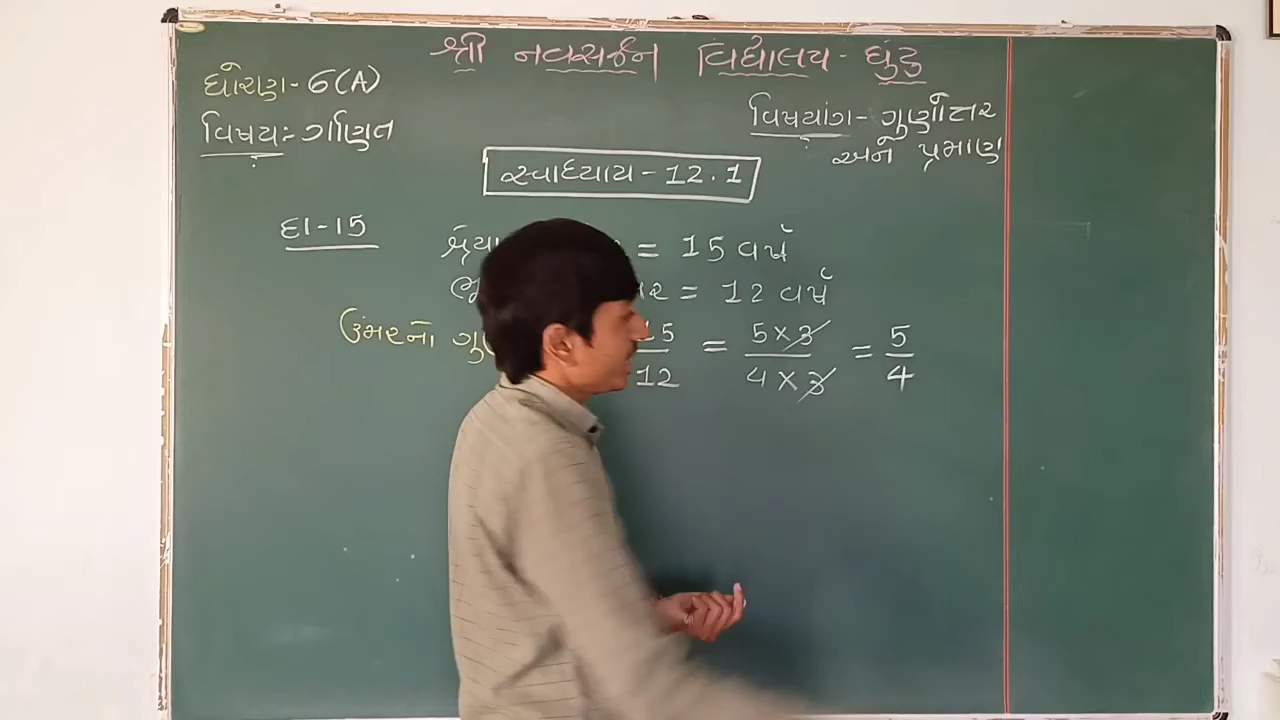 શ્રી નવસર્જન વિદ્યાલય - ઘુંટુ
ધોરણ - 6 (A)
વિષય:- ગણિત
વિષયાંગ - ગુણોત્તર
અને પ્રમાણ
સ્વાધ્યાય - 12.1
દા-15
= 15 વર્ષ
= 12 વર્ષ
ઉંમરનો 15/12 = 5×3/4×3 = 5/4